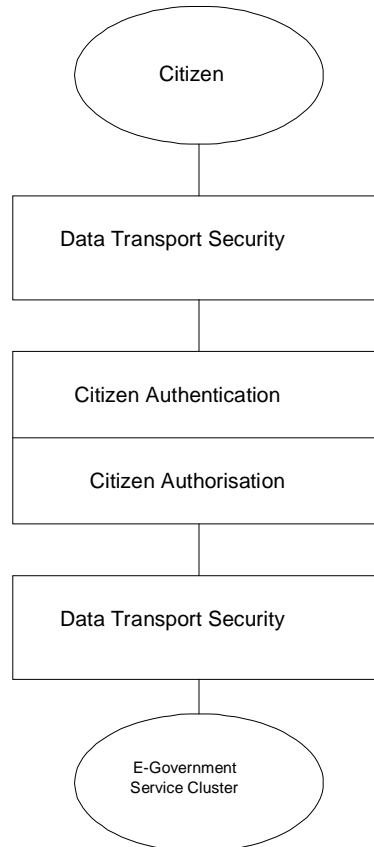 Citizen
Data Transport Security
Citizen Authentication
Citizen Authorisation
Data Transport Security
E-Government
Service Cluster